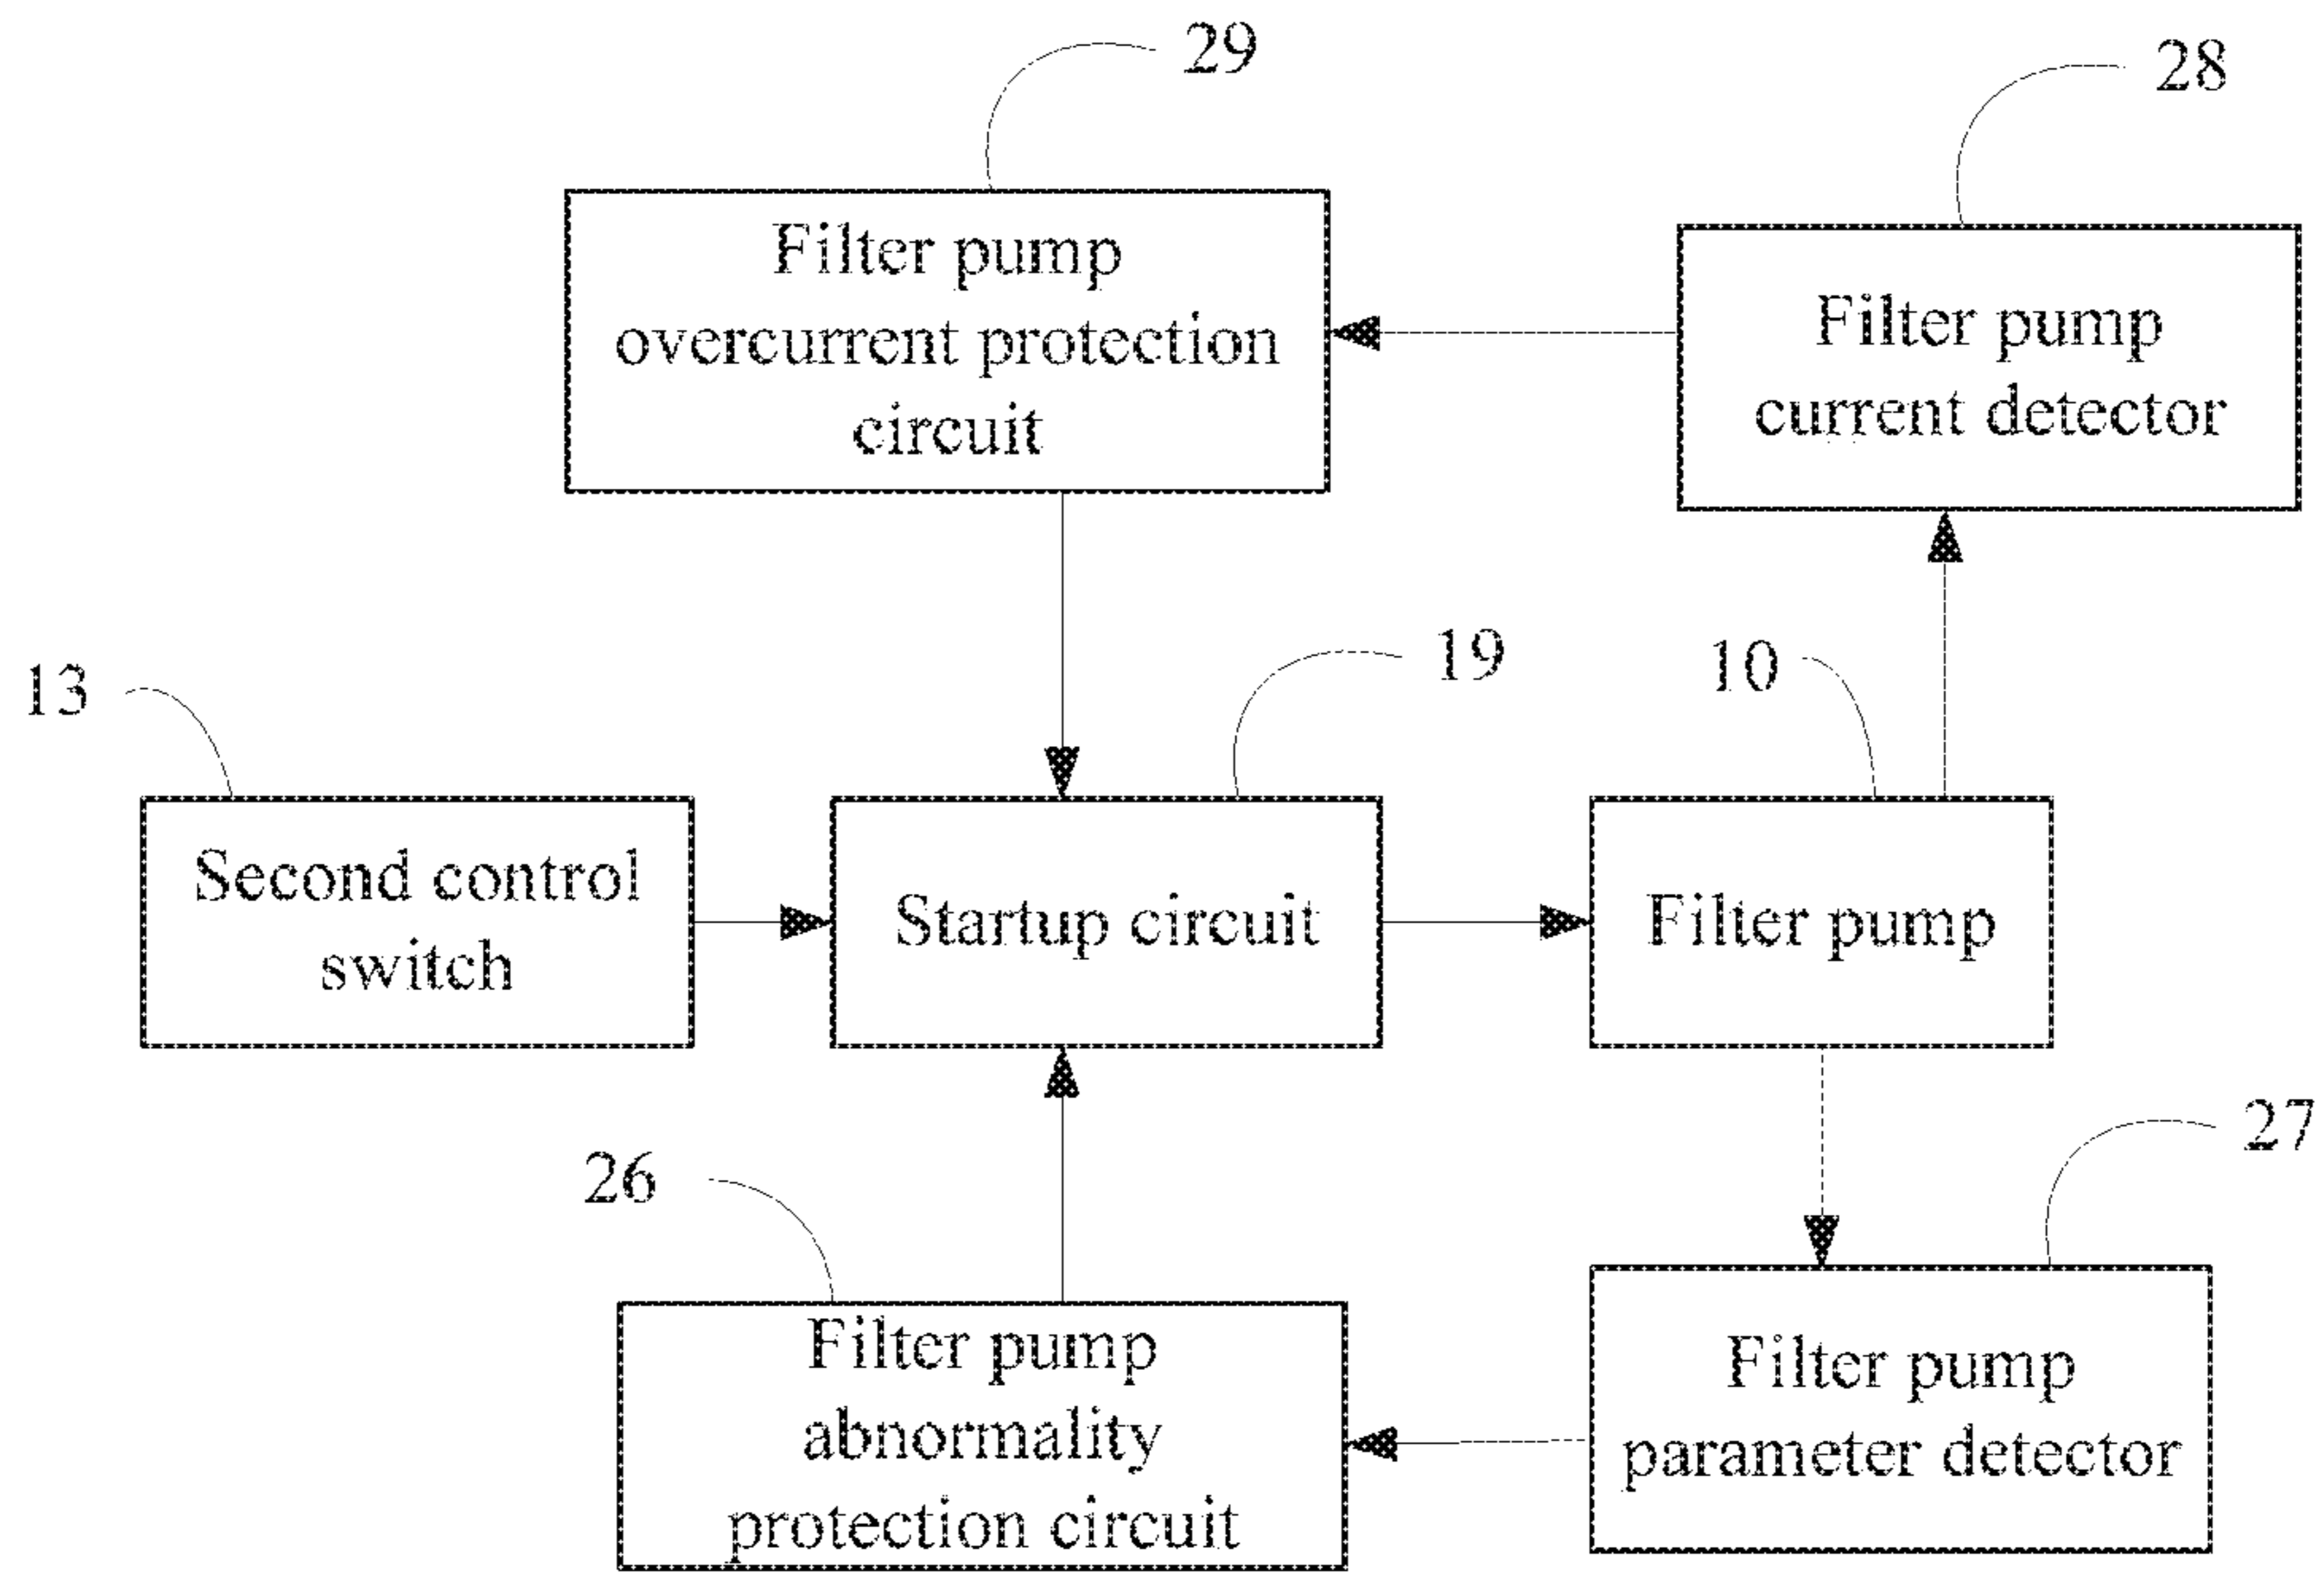 29
28
Filter pump
overcurrent protection
circuit
Filter pump
current detector
13
19
10
Second control
switch
Startup circuit
Filter pump
26
27
Filter pump
abnormality
protection circuit
Filter pump
parameter detector